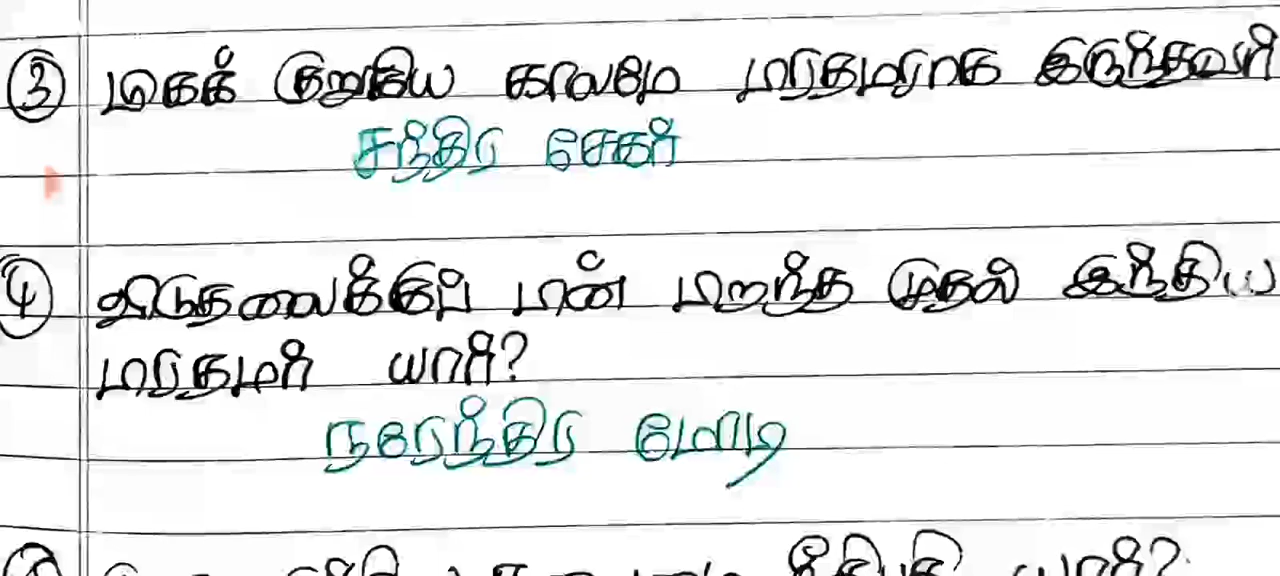 ③ மிகக் குறுகிய காலமே பிரதமராக இருந்தவர்
சந்திர சேகர்
④ விடுதலைக்குப் பின் பிறந்த முதல் இந்திய
பிரதமர் யார்?
நரேந்திர மோடி
யார்?